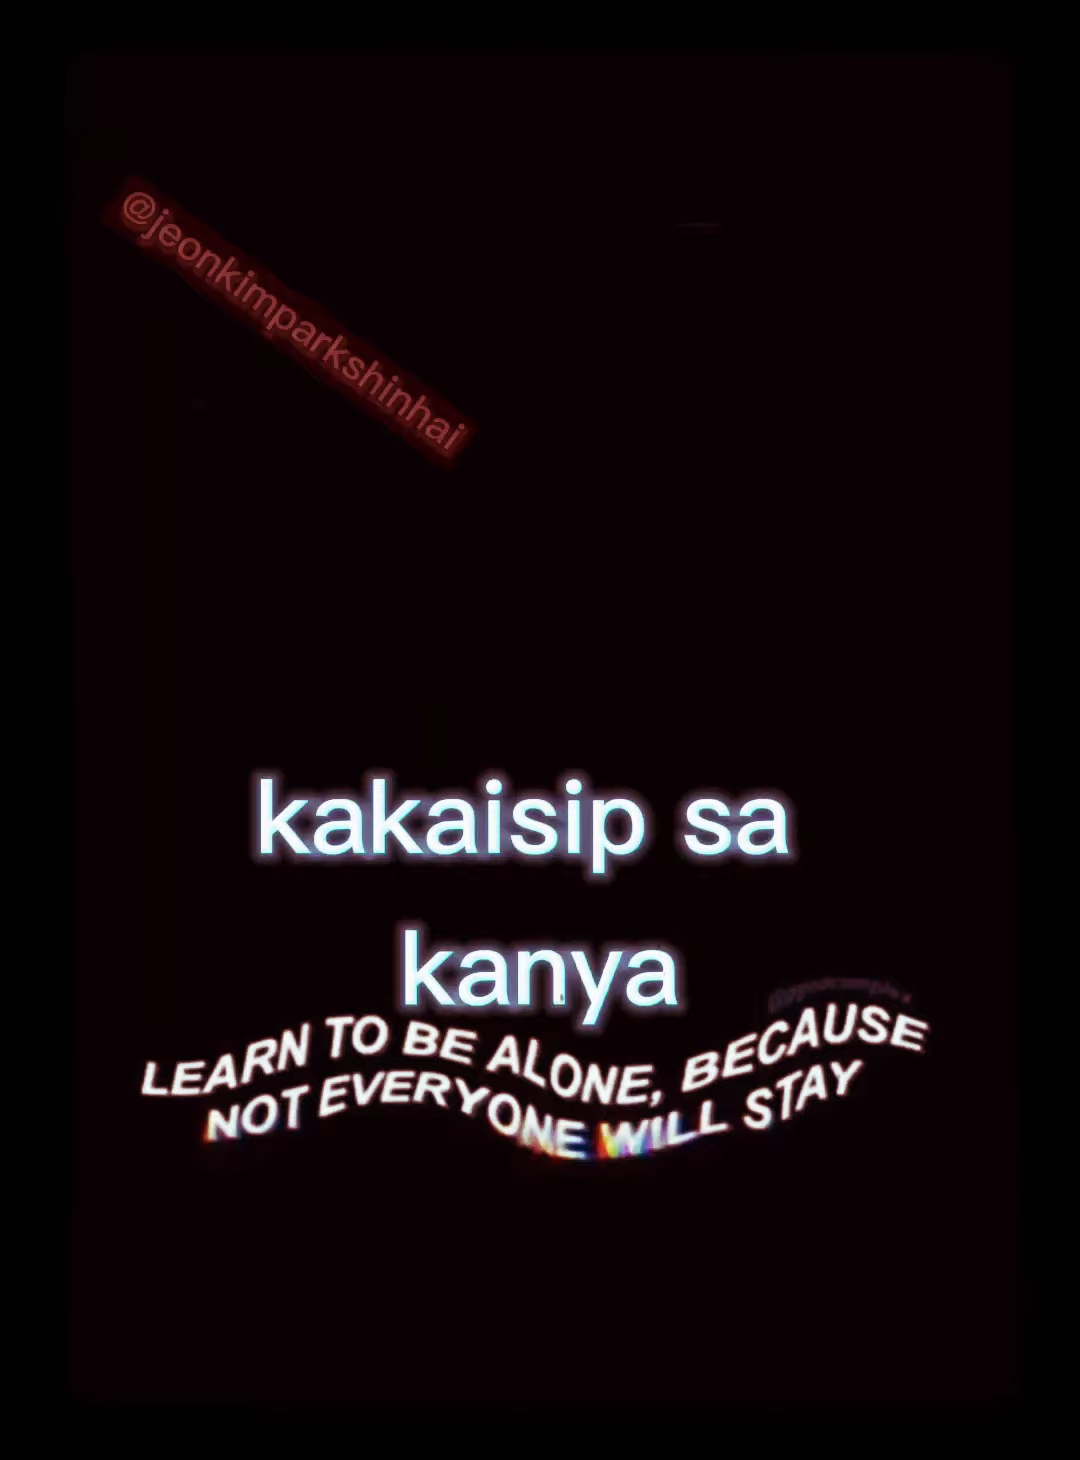 @jeonkimparkshinhai
kakaisip sa
kanya
LEARN TO BE ALONE, BECAUSE
NOT EVERYONE WILL STAY